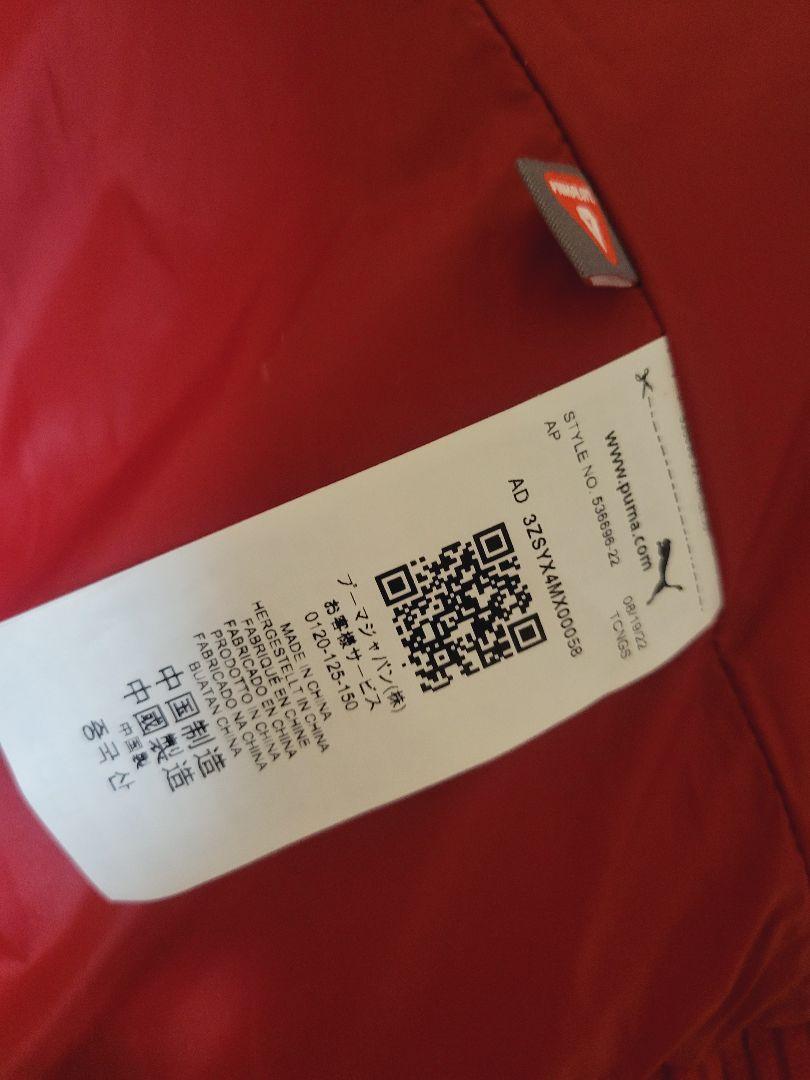 PRIMALOFT
www.puma.com
08/19/22
STYLE NO. 536696-22
TCNGS
AP
AD 3ZSYX4MX00058
プーマジャパン(株)
お客様サービス
0120-125-150
MADE IN CHINA
HERGESTELLT IN CHINA
FABRIQUÉ EN CHINE
FABRICADO EN CHINA
PRODOTTO IN CHINA
FABRICADO NA CHINA
BUATAN CHINA
中国制造
中國製造
中国製
중국산